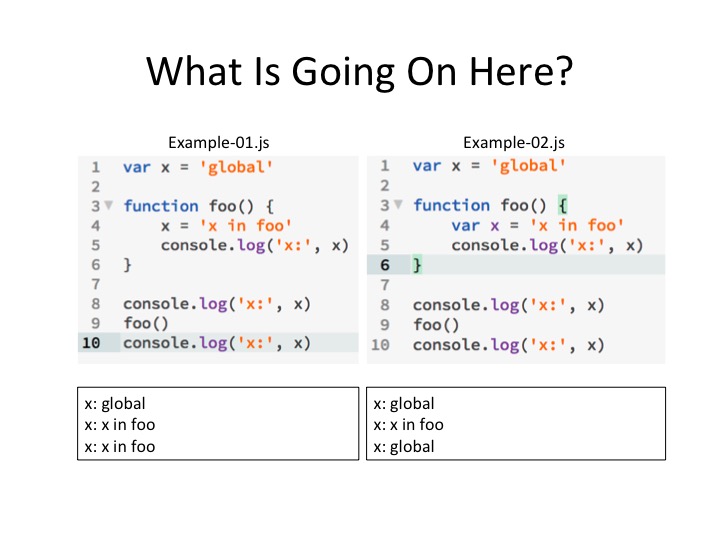 What Is Going On Here?
Example-01.js
1 var x = 'global'
2
3 function foo() {
4     x = 'x in foo'
5     console.log('x:', x)
6 }
7
8 console.log('x:', x)
9 foo()
10 console.log('x:', x)
x: global
x: x in foo
x: x in foo
Example-02.js
1 var x = 'global'
2
3 function foo() {
4     var x = 'x in foo'
5     console.log('x:', x)
6 }
7
8 console.log('x:', x)
9 foo()
10 console.log('x:', x)
x: global
x: x in foo
x: global